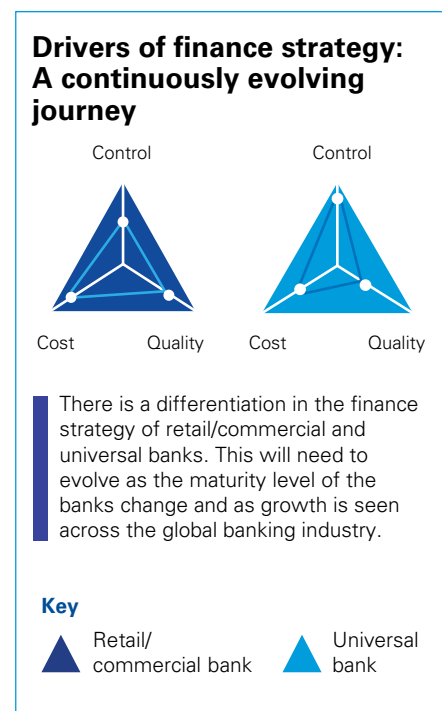 Drivers of finance strategy:
A continuously evolving
journey
Control
Cost
Quality
Control
Cost
Quality
There is a differentiation in the finance
strategy of retail/commercial and
universal banks. This will need to
evolve as the maturity level of the
banks change and as growth is seen
across the global banking industry.
Key
Retail/
commercial bank
Universal
bank